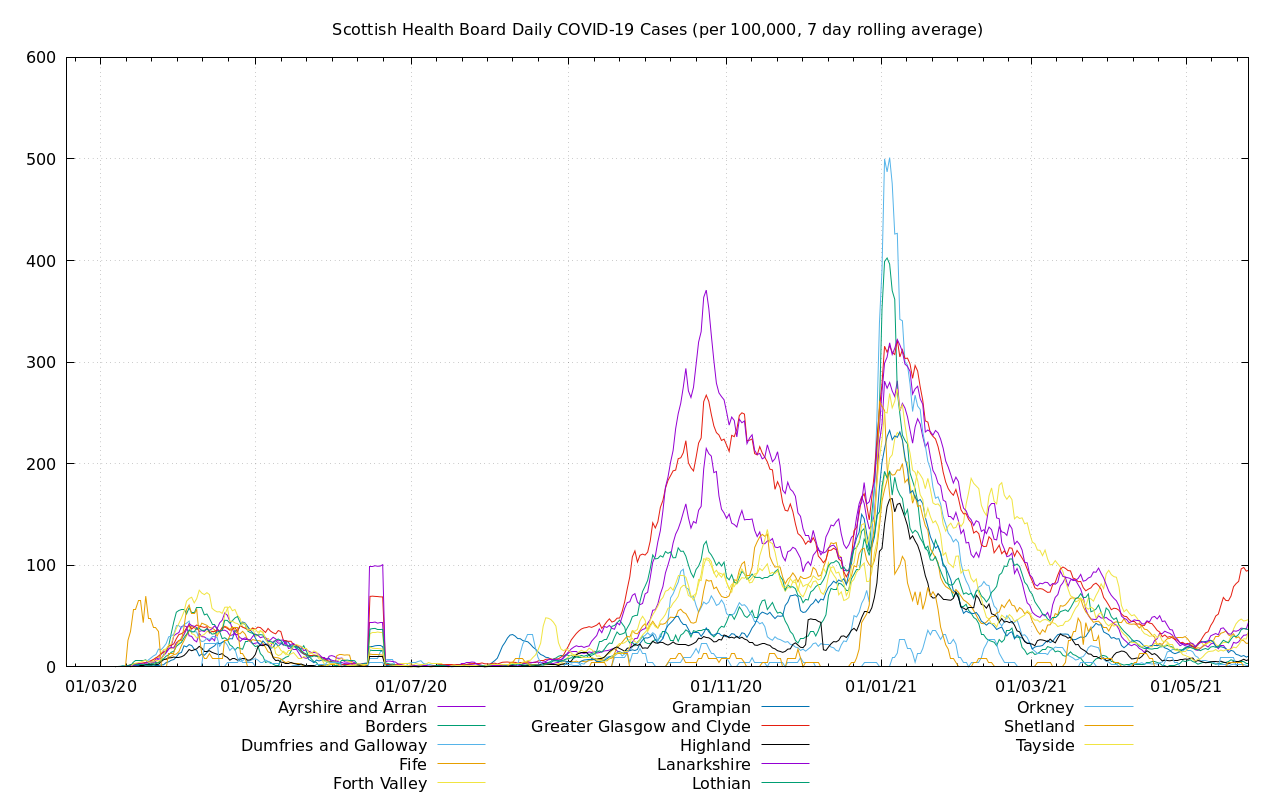 Scottish Health Board Daily COVID-19 Cases (per 100,000, 7 day rolling average)
600
500
400
300
200
100
0
01/03/20 01/05/20 01/07/20 01/09/20 01/11/20 01/01/21 01/03/21 01/05/21
Ayrshire and Arran Grampian Orkney
Borders Greater Glasgow and Clyde Shetland
Dumfries and Galloway Highland Tayside
Fife Lanarkshire
Forth Valley Lothian